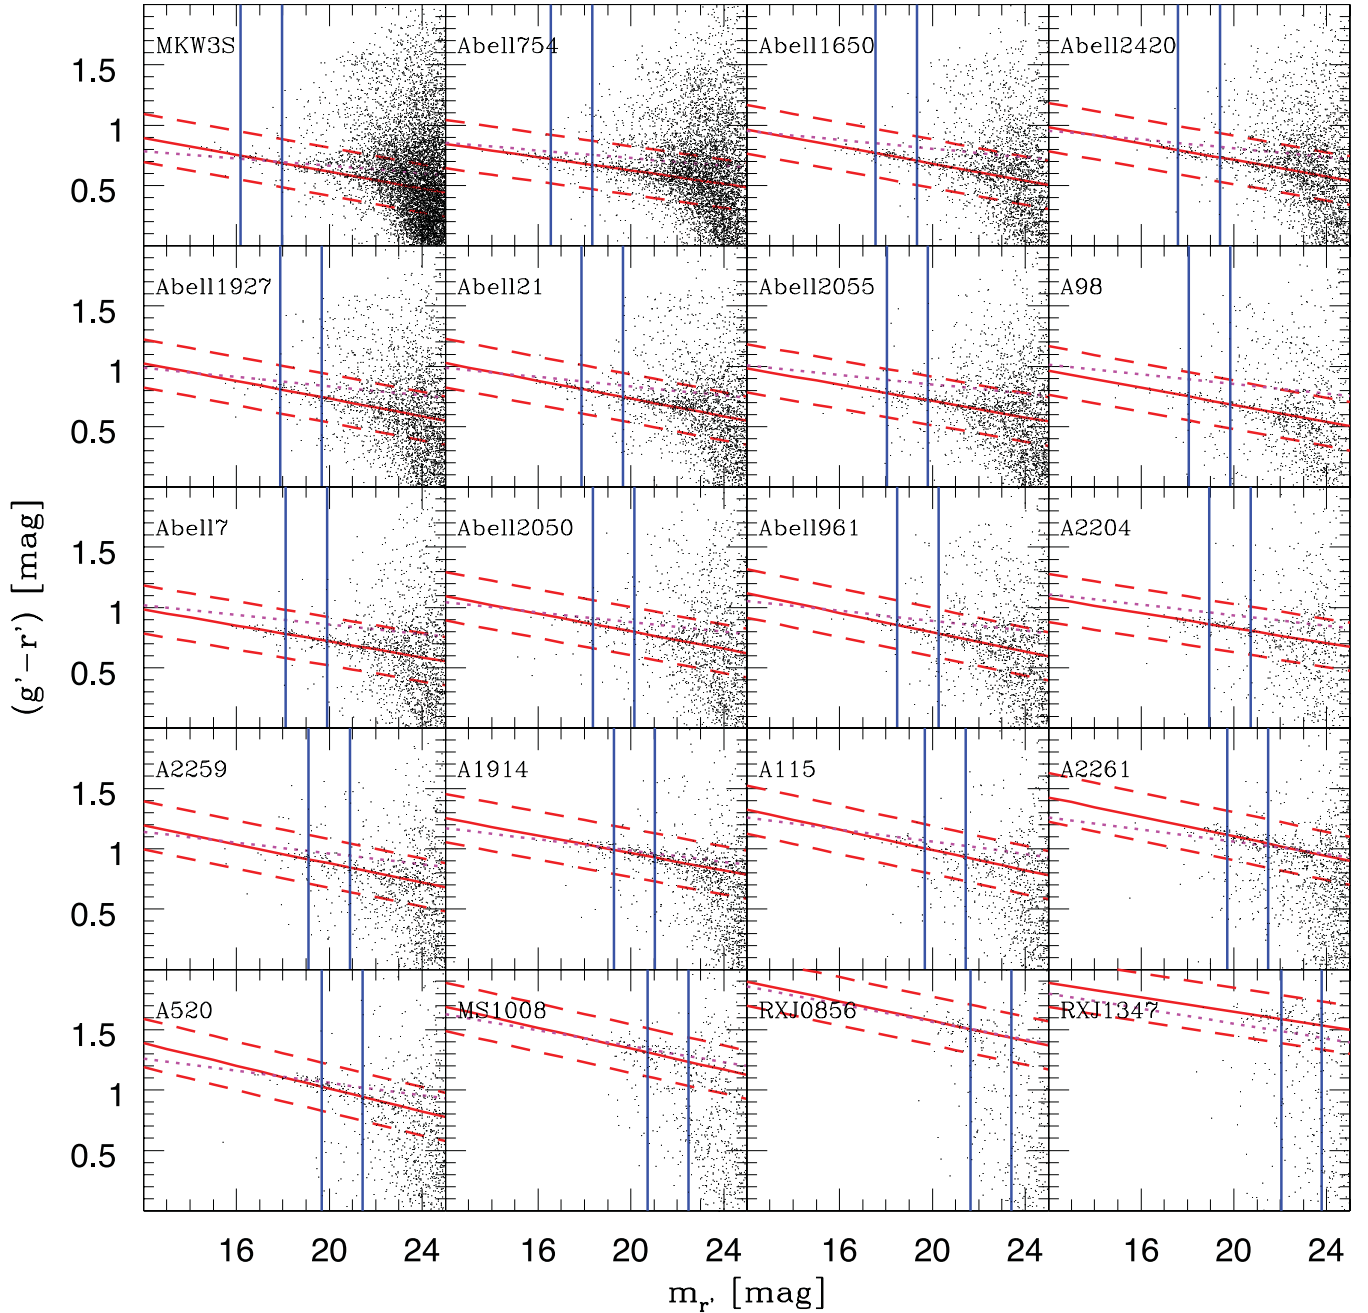 MKW3S Abell754 Abell1650 Abell2420
1.5
1
0.5
Abell1927 Abell21 Abell2055 A98
1.5
1
0.5
Abell7 Abell2050 Abell961 A2204
1.5
1
0.5
A2259 A1914 A115 A2261
1.5
1
0.5
A520 MS1008 RXJ0856 RXJ1347
1.5
1
0.5
(g'-r') [mag]
16 20 24 16 20 24 16 20 24 16 20 24
m_r' [mag]